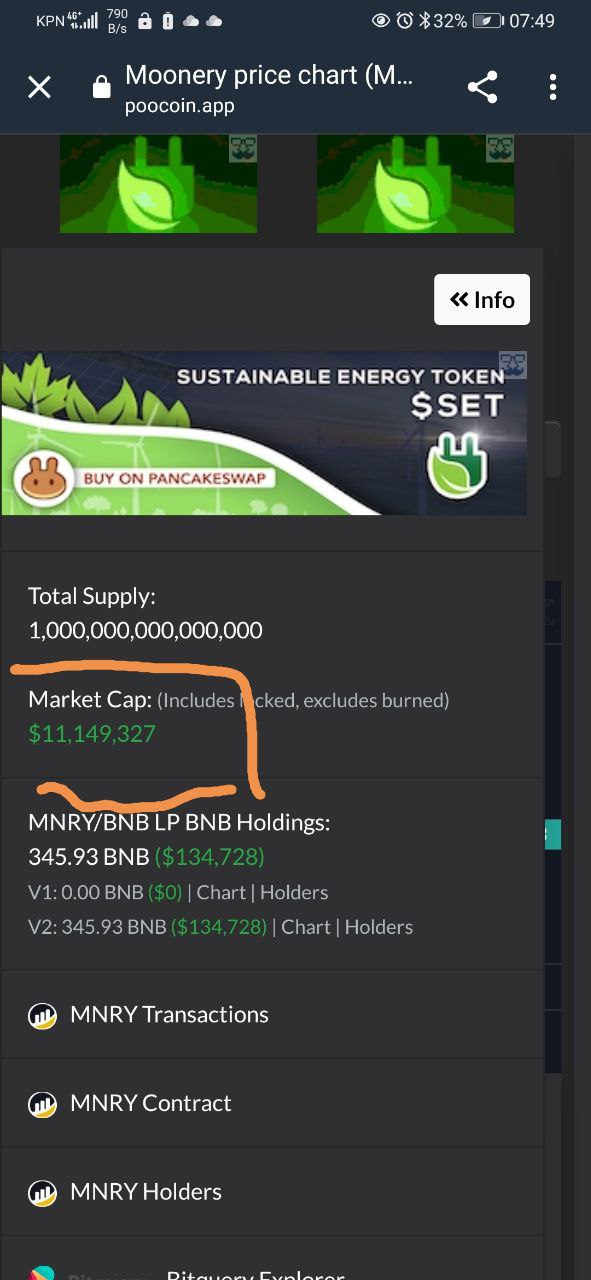 KPN 4G+ 790 B/s 32% 07:49
Moonery price chart (M...
poocoin.app
Info
SUSTAINABLE ENERGY TOKEN
$SET
BUY ON PANCAKESWAP
Total Supply:
1,000,000,000,000,000
Market Cap: (Includes locked, excludes burned)
$11,149,327
MNRY/BNB LP BNB Holdings:
345.93 BNB ($134,728)
V1: 0.00 BNB ($0) | Chart | Holders
V2: 345.93 BNB ($134,728) | Chart | Holders
MNRY Transactions
MNRY Contract
MNRY Holders
Bitquery Bitquery Explorer